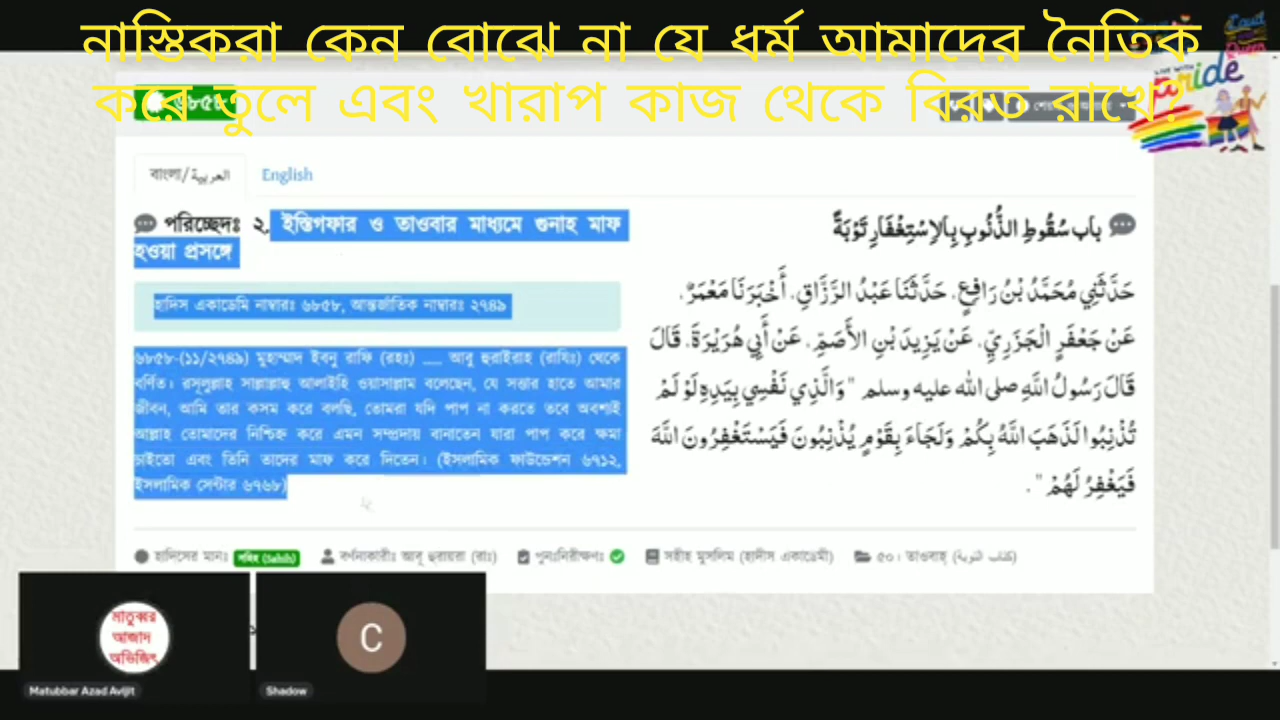 নাস্তিকরা কেন বোঝে না যে ধর্ম আমাদের নৈতিক
করে তুলে এবং খারাপ কাজ থেকে বিরত রাখে?
৬৮৫৮
pride
বাংলা/العربية
English
পরিচ্ছেদঃ ২. ইস্তিগফার ও তাওবার মাধ্যমে গুনাহ মাফ
হওয়া প্রসঙ্গে
হাদিস একাডেমি নাম্বারঃ ৬৮৫৮, আন্তর্জাতিক নাম্বারঃ ২৭৪৯
৬৮৫৮-(১১/২৭৪৯) মুহাম্মাদ ইবনু রাফি (রহঃ) ..... আবূ হুরাইরাহ (রাযিঃ) থেকে
বর্ণিত। রসূলুল্লাহ সাল্লাল্লাহু আলাইহি ওয়াসাল্লাম বলেছেন, যে সত্তার হাতে আমার
জীবন, আমি তার কসম করে বলছি, তোমরা যদি পাপ না করতে তবে অবশ্যই
আল্লাহ তোমাদের নিশ্চিহ্ন করে এমন সম্প্রদায় বানাতেন যারা পাপ করে ক্ষমা
চাইতো এবং তিনি তাদের মাফ করে দিতেন। (ইসলামিক ফাউন্ডেশন ৬৭১২,
ইসলামিক সেন্টার ৬৭৬৮)
باب سُقُوطِ الذُّنُوبِ بِالاِسْتِغْفَارِ تَوْبَةً
حَدَّثَنِي مُحَمَّدُ بْنُ رَافِعٍ، حَدَّثَنَا عَبْدُ الرَّزَّاقِ، أَخْبَرَنَا مَعْمَرٌ،
عَنْ جَعْفَرٍ الْجَزَرِيِّ، عَنْ يَزِيدَ بْنِ الأَصَمِّ، عَنْ أَبِي هُرَيْرَةَ، قَالَ
قَالَ رَسُولُ اللَّهِ صلى الله عليه وسلم " وَالَّذِي نَفْسِي بِيَدِهِ لَوْ لَمْ
تُذْنِبُوا لَذَهَبَ اللَّهُ بِكُمْ وَلَجَاءَ بِقَوْمٍ يُذْنِبُونَ فَيَسْتَغْفِرُونَ اللَّهَ
فَيَغْفِرُ لَهُمْ " .
হাদিসের মানঃ সহিহ (Sahih)
বর্ণনাকারীঃ আবূ হুরায়রা (রাঃ)
পুনঃনিরীক্ষণঃ
সহীহ মুসলিম (হাদীস একাডেমী)
৫০। তাওবাহ্ (كتاب التوبة)
মাতুব্বর
আজাদ
অভিজিৎ
C
Matubbar Azad Avijit
Shadow